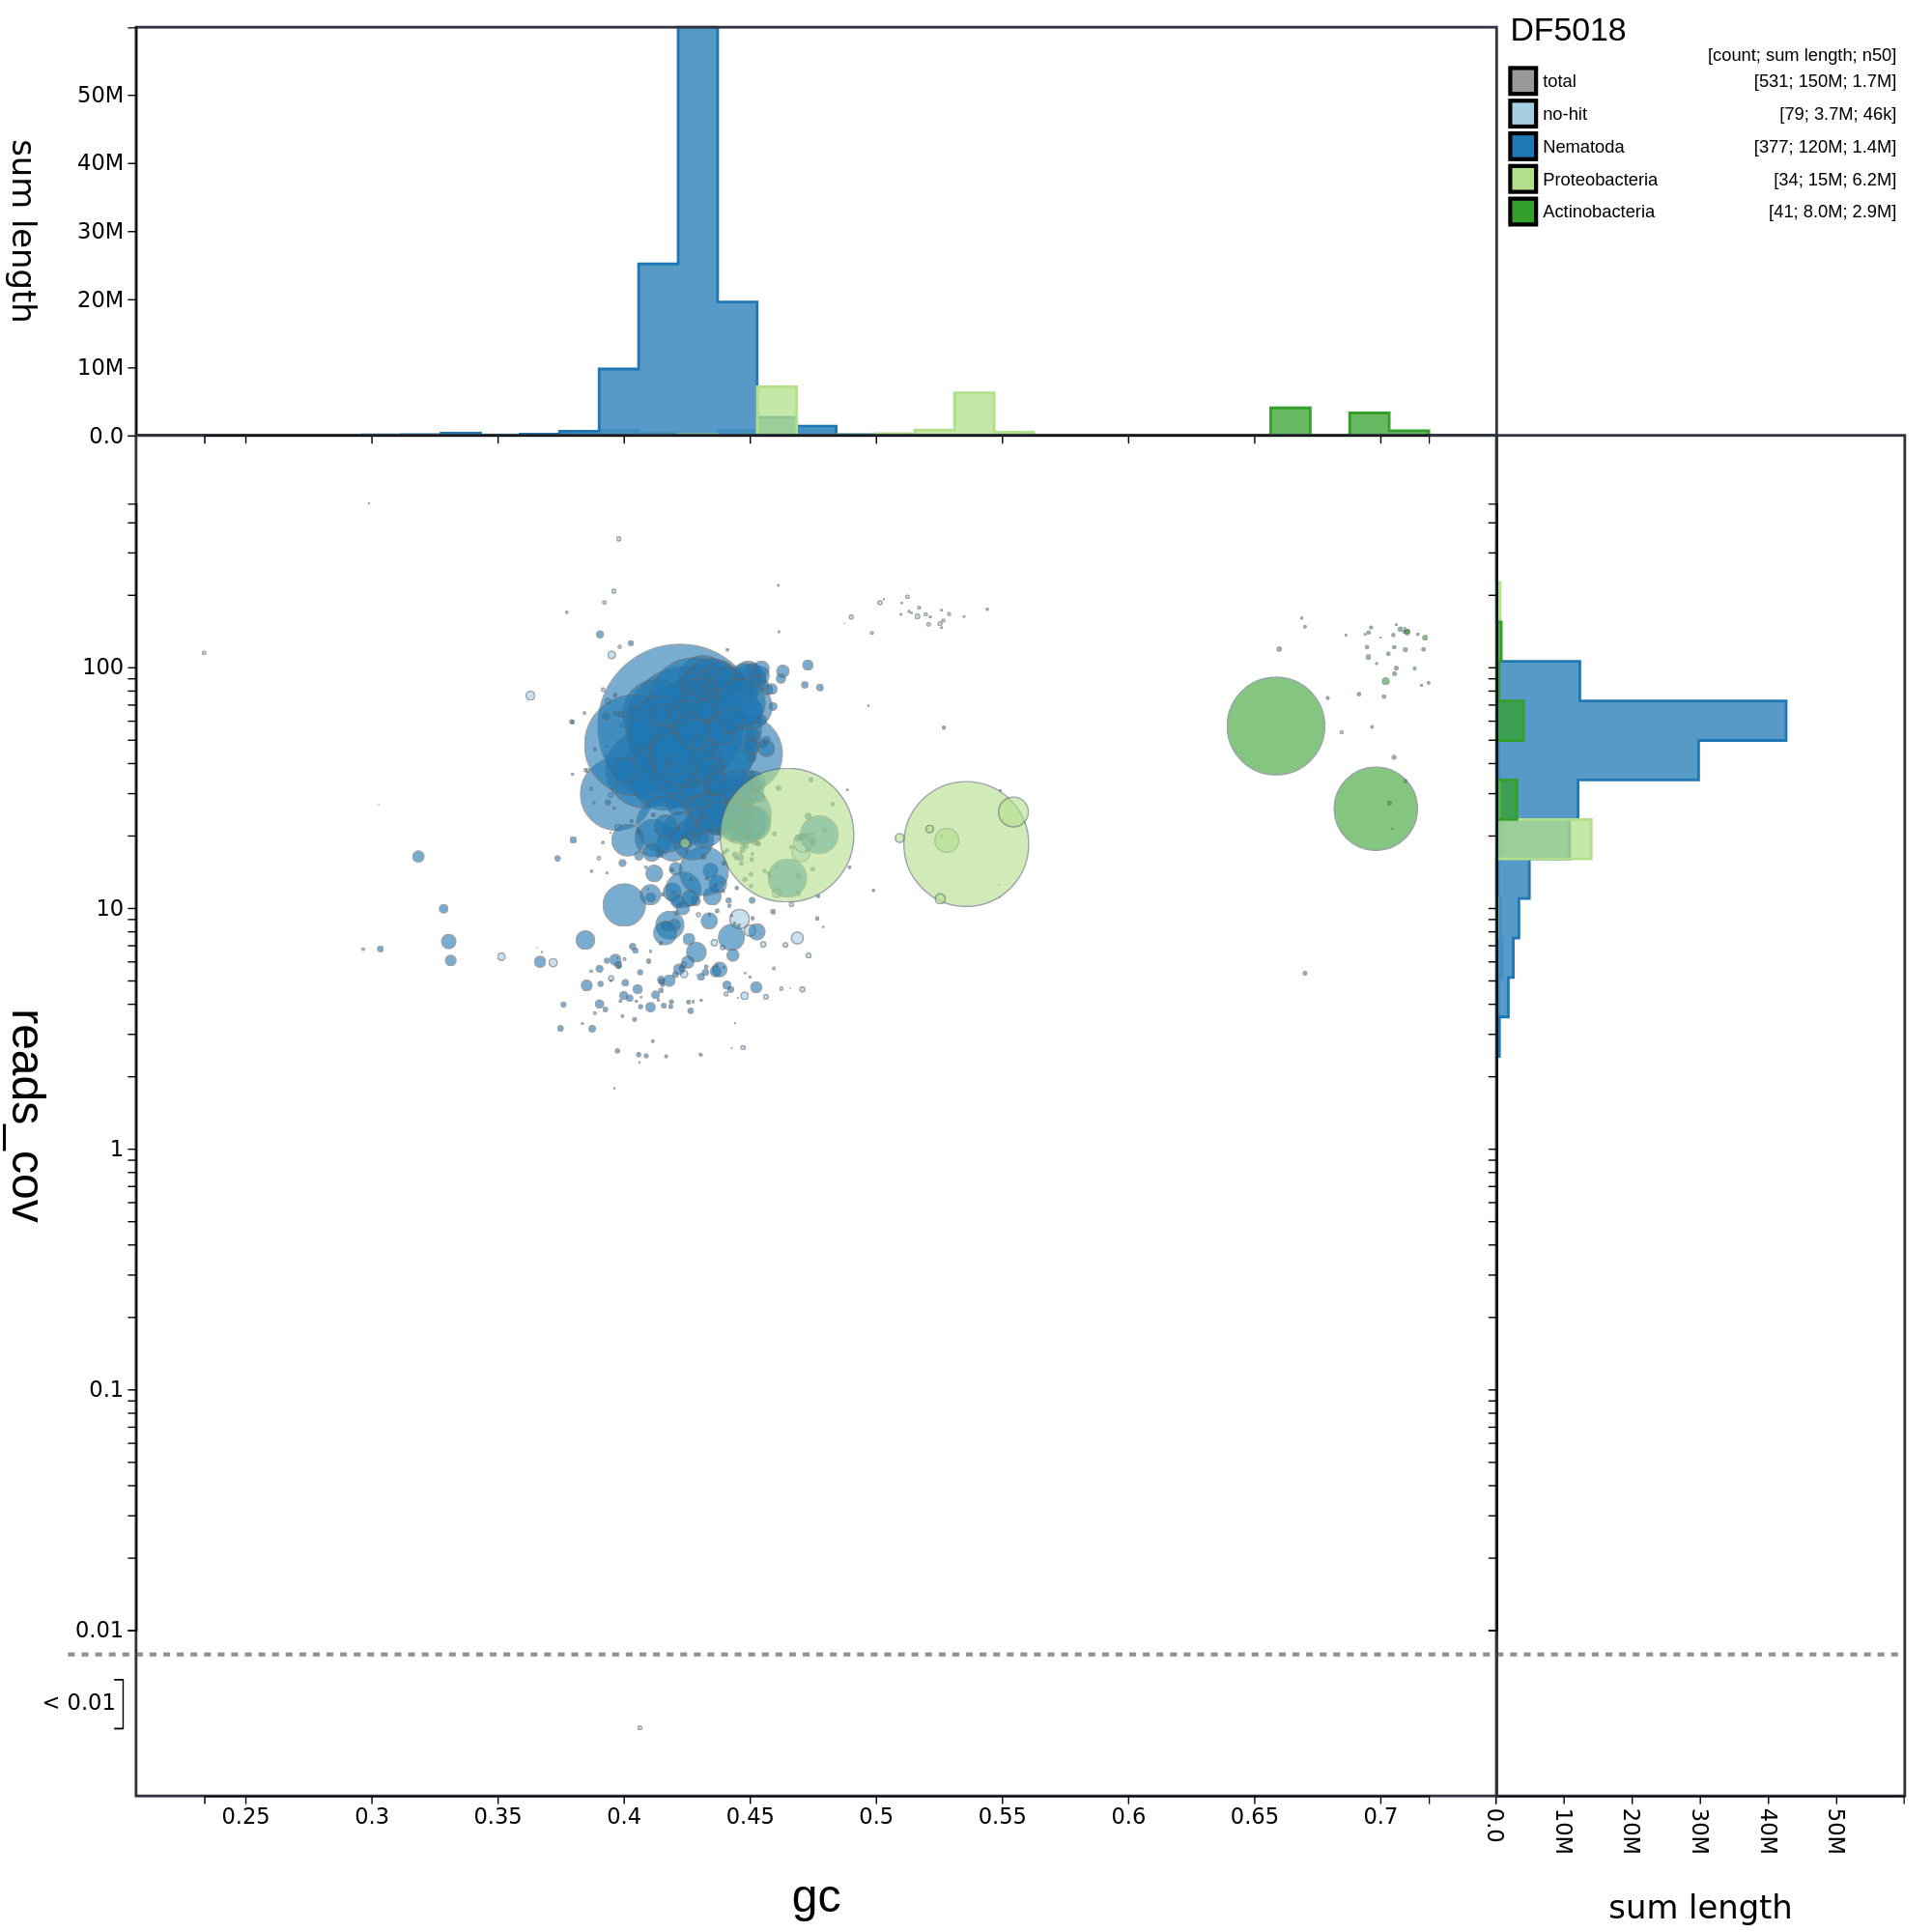 DF5018
[count; sum length; n50]
total [531; 150M; 1.7M]
no-hit [79; 3.7M; 46k]
Nematoda [377; 120M; 1.4M]
Proteobacteria [34; 15M; 6.2M]
Actinobacteria [41; 8.0M; 2.9M]
sum length
50M
40M
30M
20M
10M
0.0
reads_cov
100
10
1
0.1
0.01
< 0.01
0.25 0.3 0.35 0.4 0.45 0.5 0.55 0.6 0.65 0.7
gc
0.0 10M 20M 30M 40M 50M
sum length